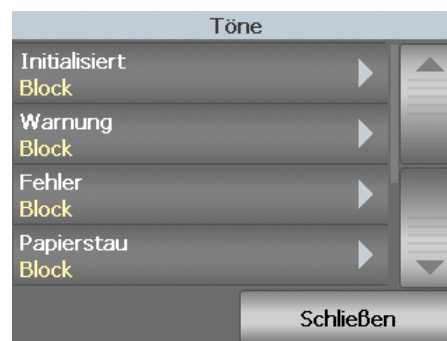 Töne
Initialisiert
Block
Warnung
Block
Fehler
Block
Papierstau
Block
Schließen